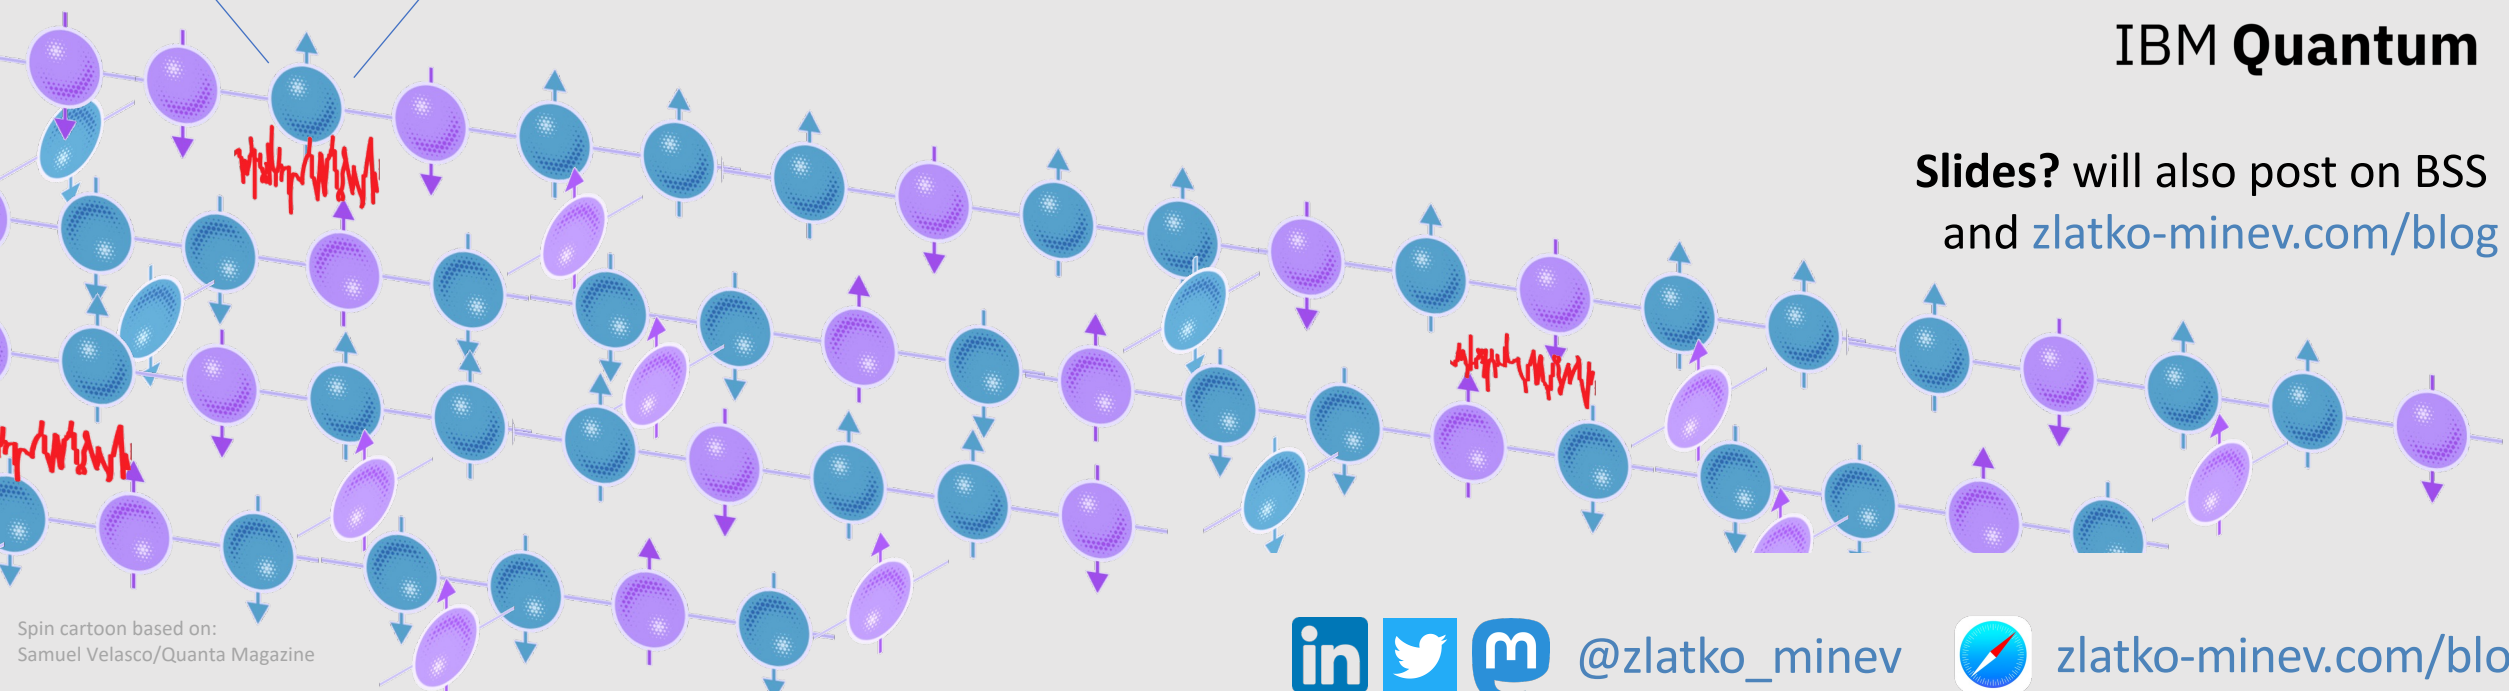 IBM Quantum
Slides? will also post on BSS
and zlatko-minev.com/blog
Spin cartoon based on:
Samuel Velasco/Quanta Magazine
in
m
@zlatko_minev
zlatko-minev.com/blo